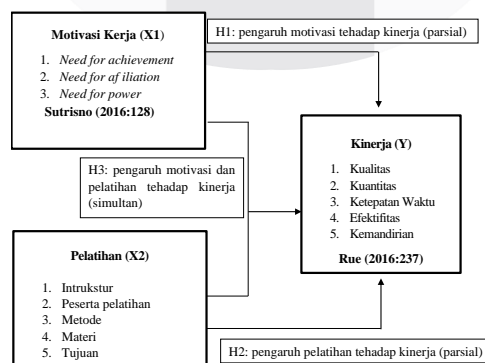 Motivasi Kerja (X1)
1. Need for achievement
2. Need for af iliation
3. Need for power
Sutrisno (2016:128)
H1: pengaruh motivasi tehadap kinerja (parsial)
H3: pengaruh motivasi dan
pelatihan tehadap kinerja
(simultan)
Kinerja (Y)
1. Kualitas
2. Kuantitas
3. Ketepatan Waktu
4. Efektifitas
5. Kemandirian
Rue (2016:237)
Pelatihan (X2)
1. Intrukstur
2. Peserta pelatihan
3. Metode
4. Materi
5. Tujuan
H2: pengaruh pelatihan tehadap kinerja (parsial)